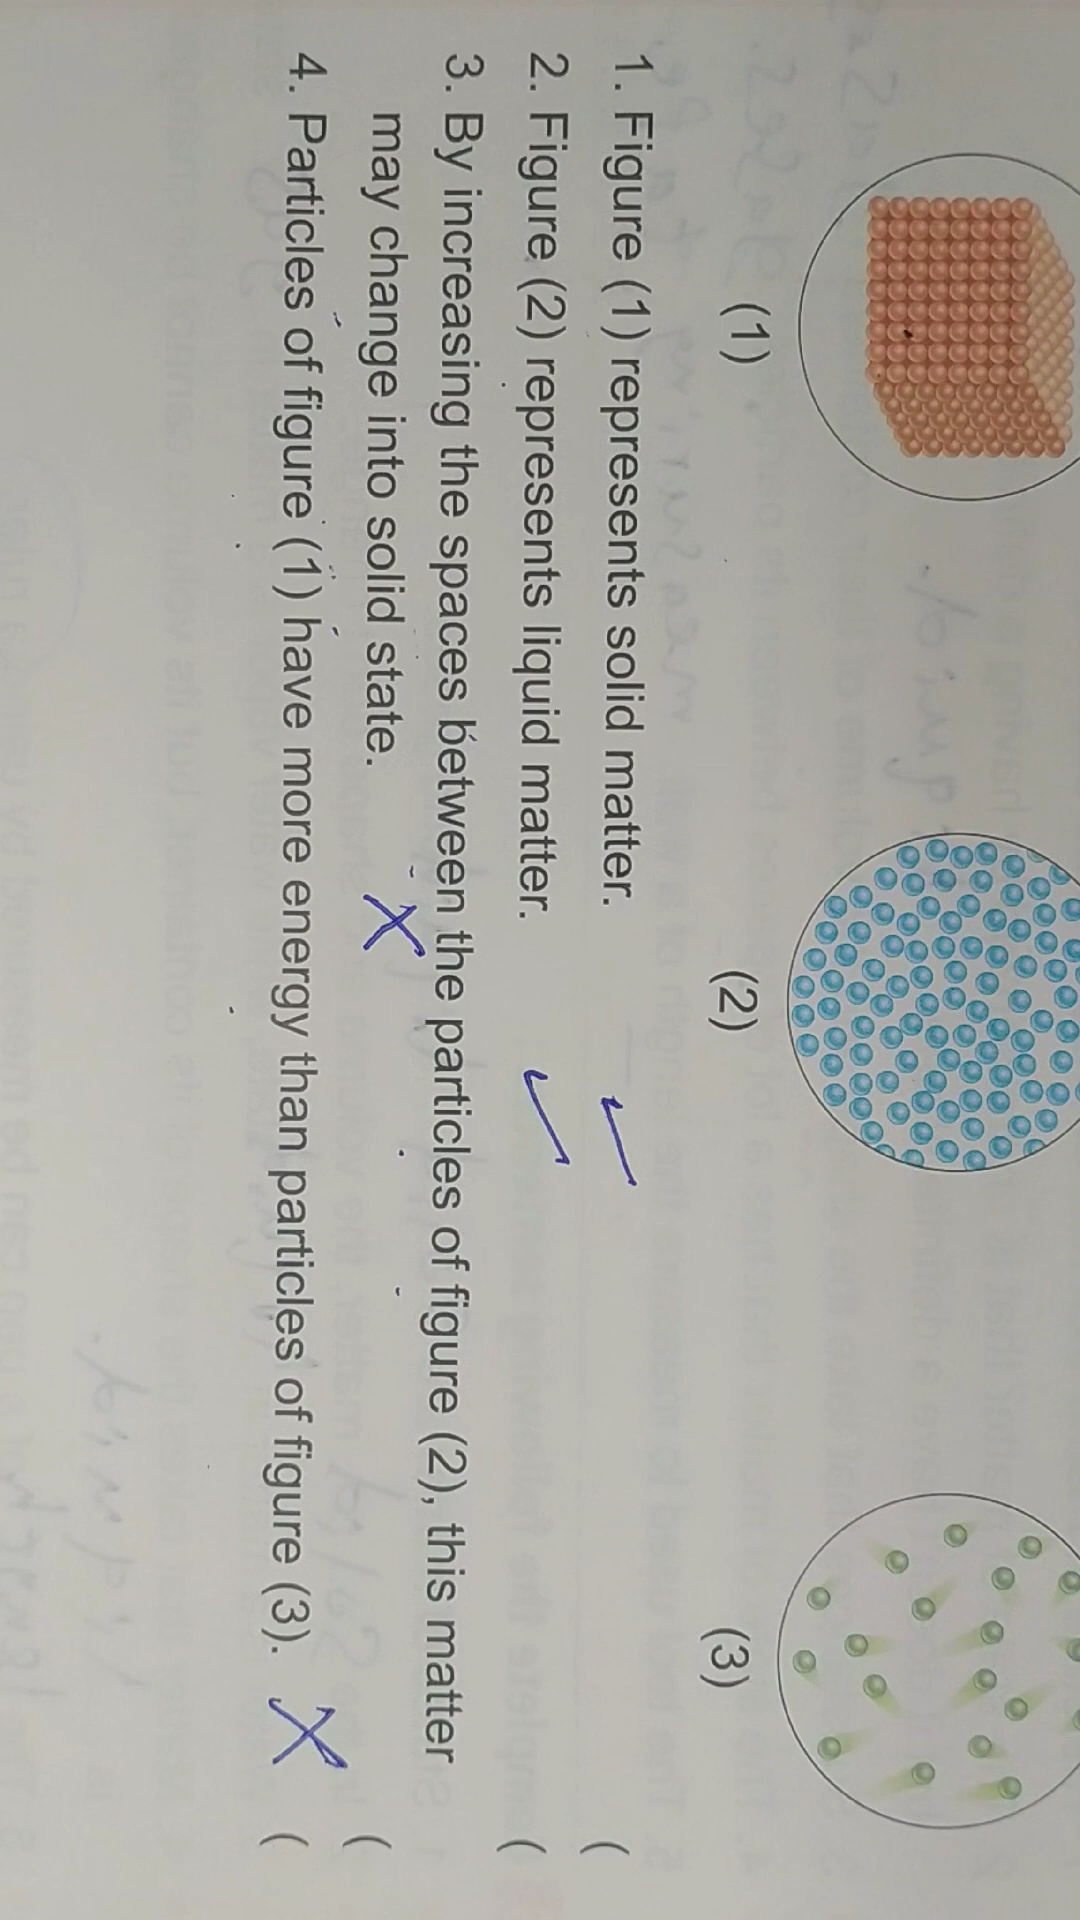 (1) (2) (3)
1. Figure (1) represents solid matter. ✓ (
2. Figure (2) represents liquid matter. ✓ (
3. By increasing the spaces between the particles of figure (2), this matter
may change into solid state. X (
4. Particles of figure (1) have more energy than particles of figure (3). X (